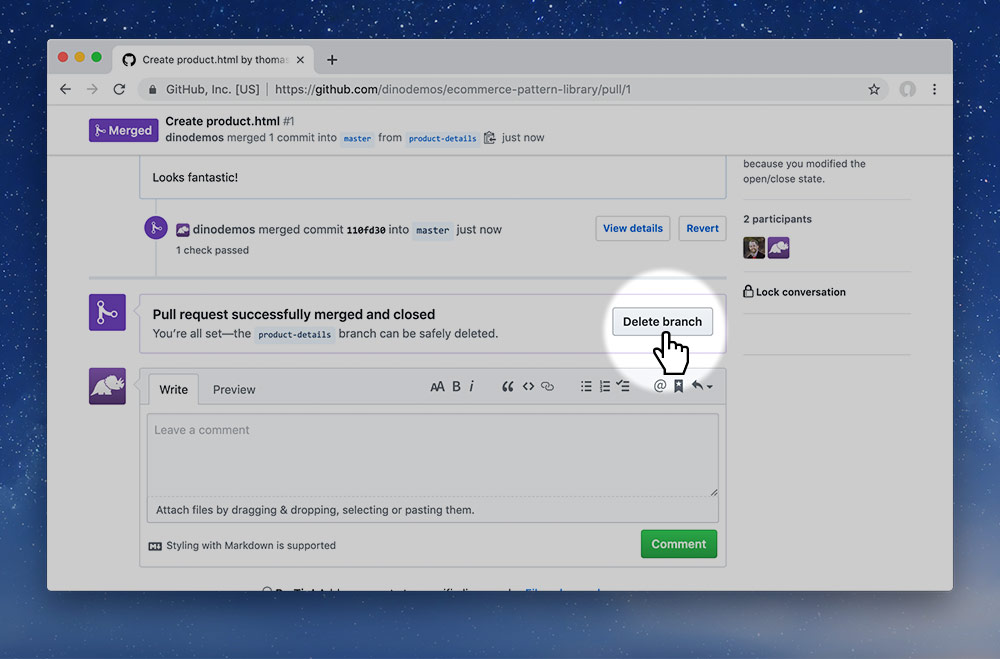 Create product.html by thomas
GitHub, Inc. [US] | https://github.com/dinodemos/ecommerce-pattern-library/pull/1
Merged
Create product.html #1
dinodemos merged 1 commit into master from product-details just now
because you modified the
open/close state.
Looks fantastic!
dinodemos merged commit 110fd30 into master just now
View details
Revert
1 check passed
2 participants
Lock conversation
Pull request successfully merged and closed
You’re all set—the product-details branch can be safely deleted.
Delete branch
Write
Preview
AA B i
Leave a comment
Attach files by dragging & dropping, selecting or pasting them.
Styling with Markdown is supported
Comment